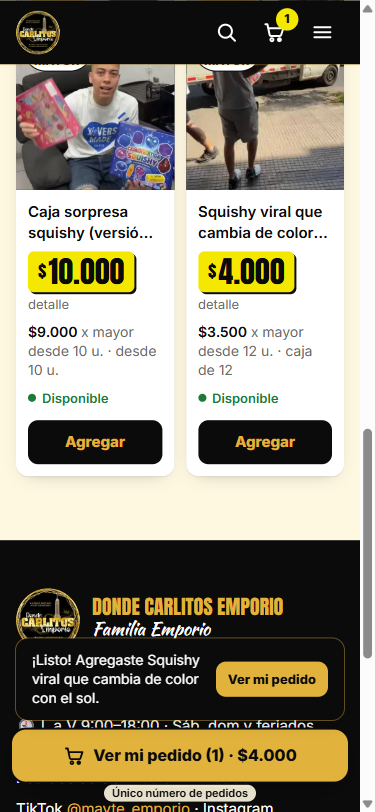 1
Caja sorpresa
squishy (versió...
$10.000
detalle
$9.000 x mayor
desde 10 u. · desde
10 u.
Disponible
Agregar
Squishy viral que
cambia de color...
$4.000
detalle
$3.500 x mayor
desde 12 u. · caja
de 12
Disponible
Agregar
DONDE CARLITOS EMPORIO
Familia Emporio
¡Listo! Agregaste Squishy
viral que cambia de color
con el sol.
Ver mi pedido
L a V 9:00–18:00 · Sáb, dom y feriados
Ver mi pedido (1) · $4.000
Único número de pedidos
TikTok @mayte_emporio · Instagram